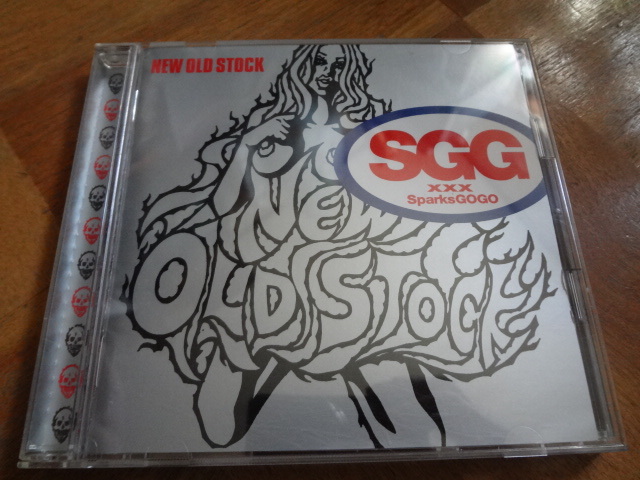 NEW OLD STOCK
SGG
XXX
SparksGOGO
NEW
OLD STOCK